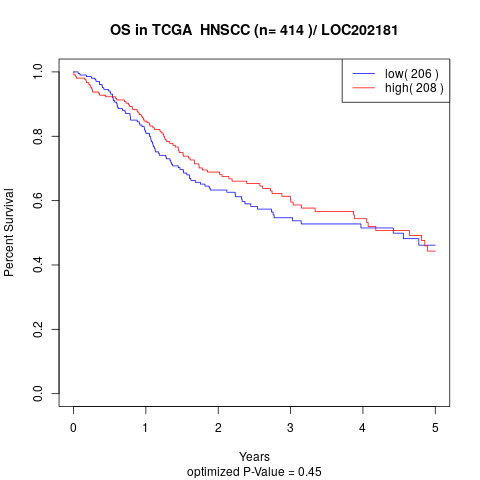 OS in TCGA  HNSCC (n= 414 )/ LOC202181
low( 206 )
high( 208 )
Percent Survival
1.0
0.8
0.6
0.4
0.2
0.0
0 1 2 3 4 5
Years
optimized P-Value = 0.45